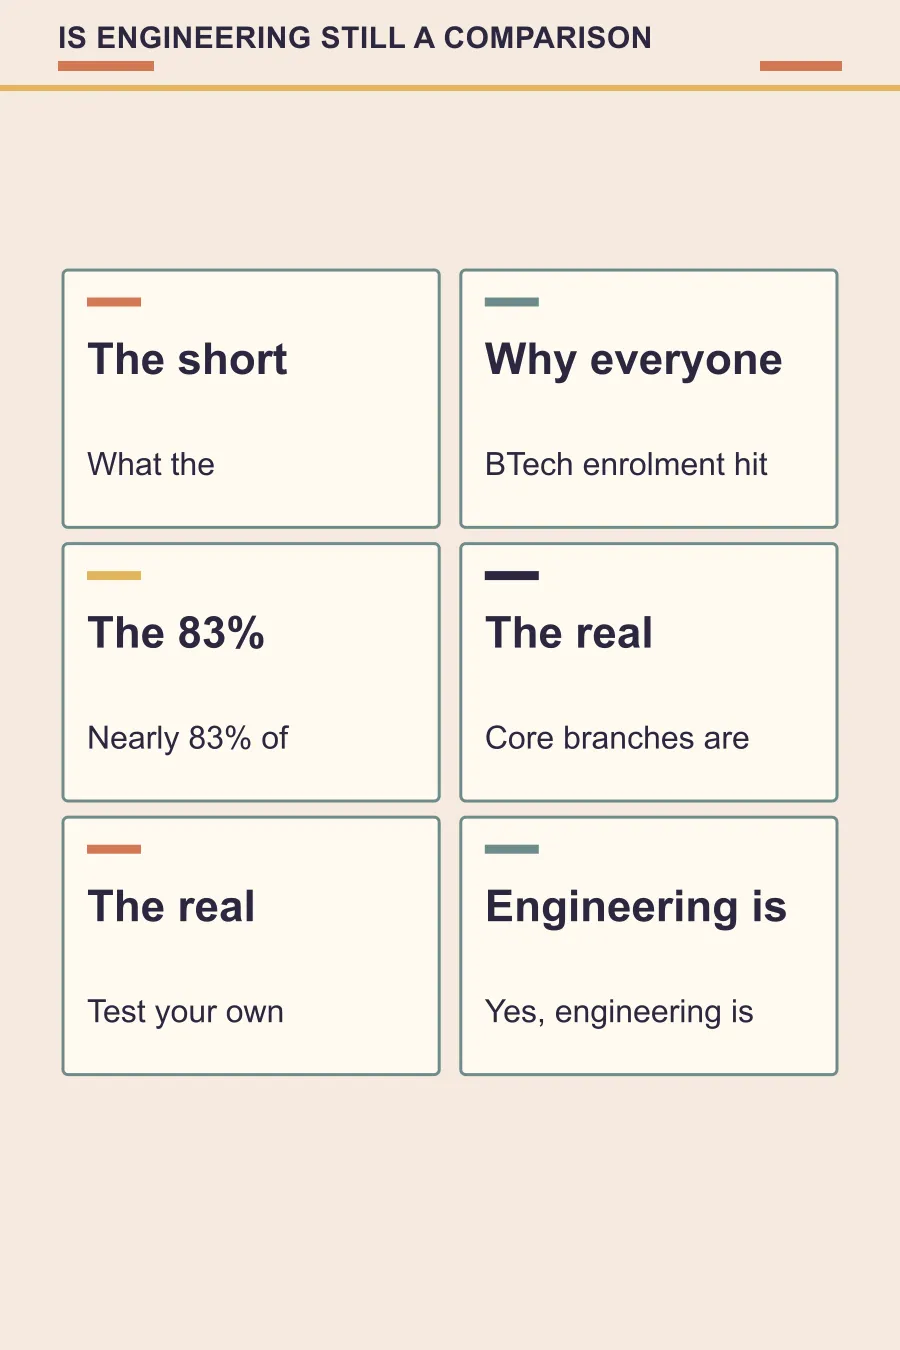 IS ENGINEERING STILL A COMPARISON
The short
What the
Why everyone
BTech enrolment hit
The 83%
Nearly 83% of
The real
Core branches are
The real
Test your own
Engineering is
Yes, engineering is